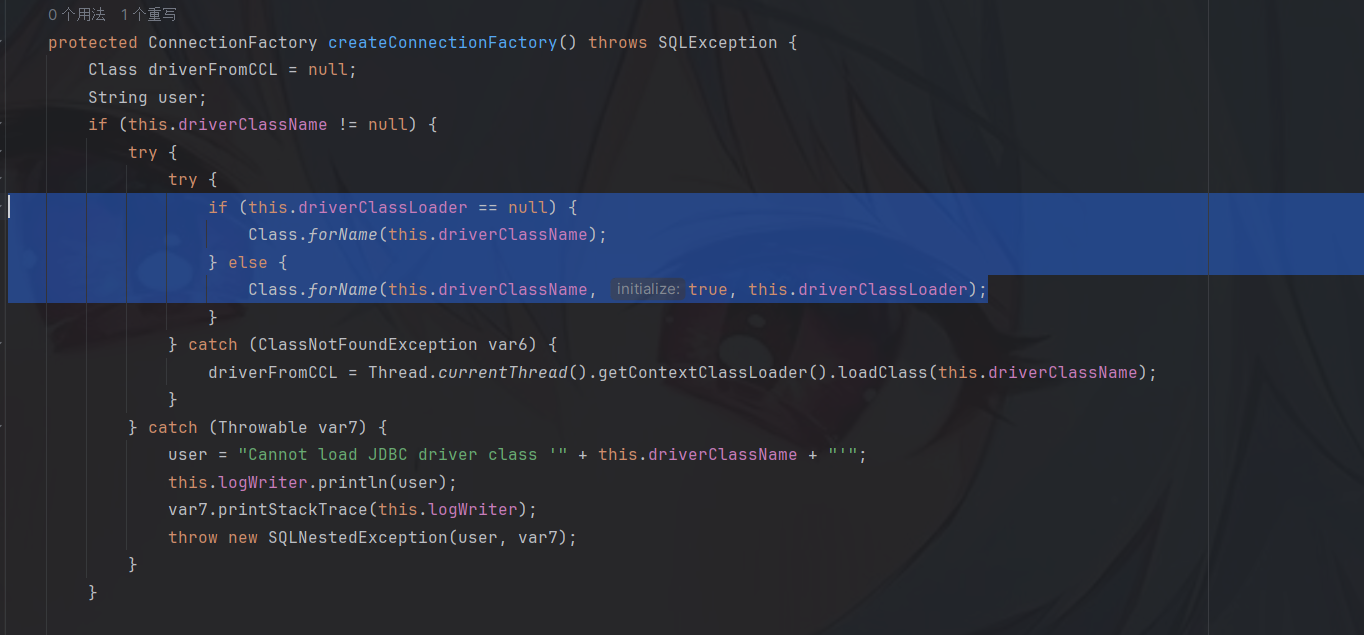 0 个用法 1 个重写
protected ConnectionFactory createConnectionFactory() throws SQLException {
    Class driverFromCCL = null;
    String user;
    if (this.driverClassName != null) {
        try {
            try {
                if (this.driverClassLoader == null) {
                    Class.forName(this.driverClassName);
                } else {
                    Class.forName(this.driverClassName, initialize: true, this.driverClassLoader);
                }
            } catch (ClassNotFoundException var6) {
                driverFromCCL = Thread.currentThread().getContextClassLoader().loadClass(this.driverClassName);
            }
        } catch (Throwable var7) {
            user = "Cannot load JDBC driver class '" + this.driverClassName + "'";
            this.logWriter.println(user);
            var7.printStackTrace(this.logWriter);
            throw new SQLNestedException(user, var7);
        }
    }